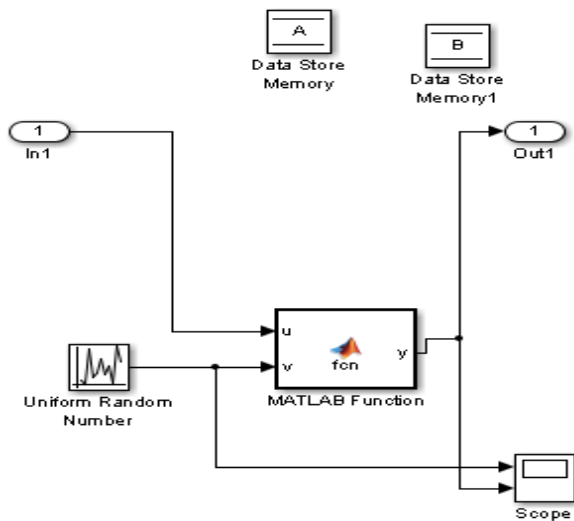 A
Data Store
Memory
B
Data Store
Memory1
1
In1
1
Out1
u
v
y
fcn
MATLAB Function
Uniform Random
Number
Scope